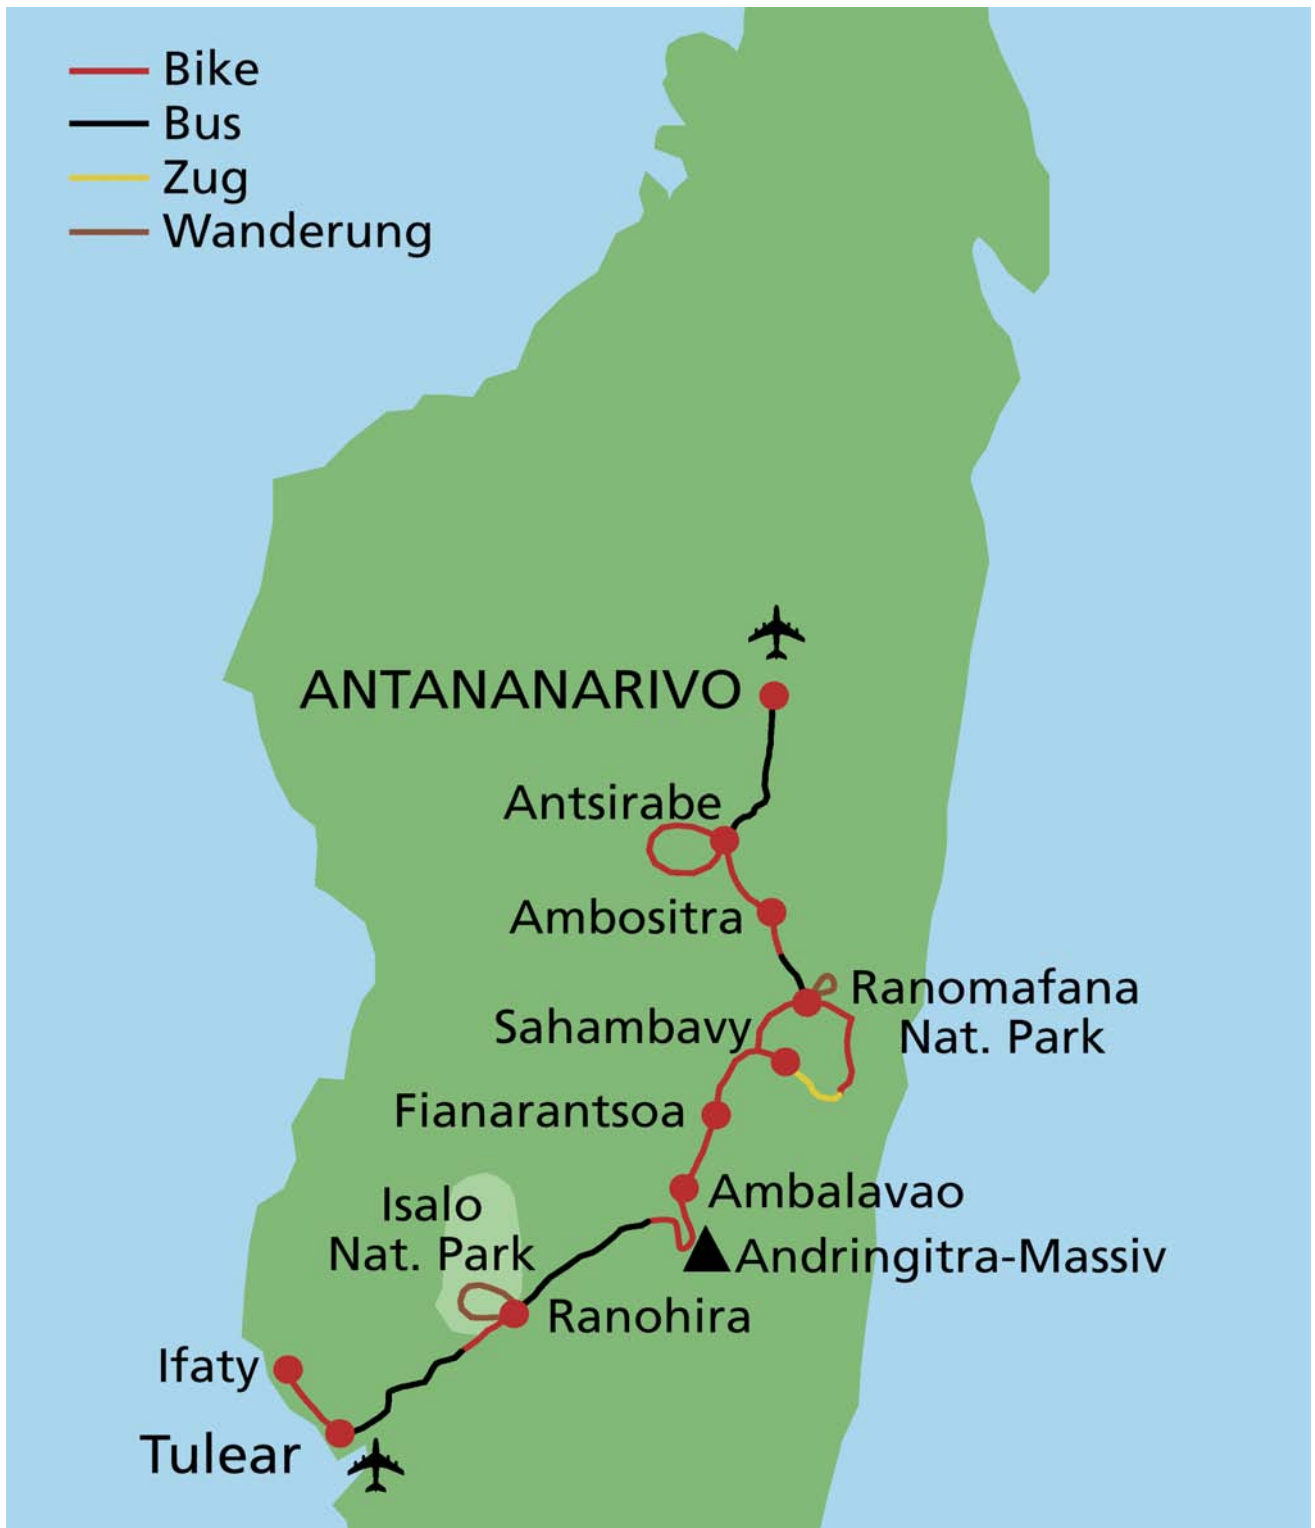 Bike
Bus
Zug
Wanderung
ANTANANARIVO
Antsirabe
Ambositra
Ranomafana
Nat. Park
Sahambavy
Fianarantsoa
Ambalavao
Isalo
Nat. Park
Andringitra-Massiv
Ranohira
Ifaty
Tulear